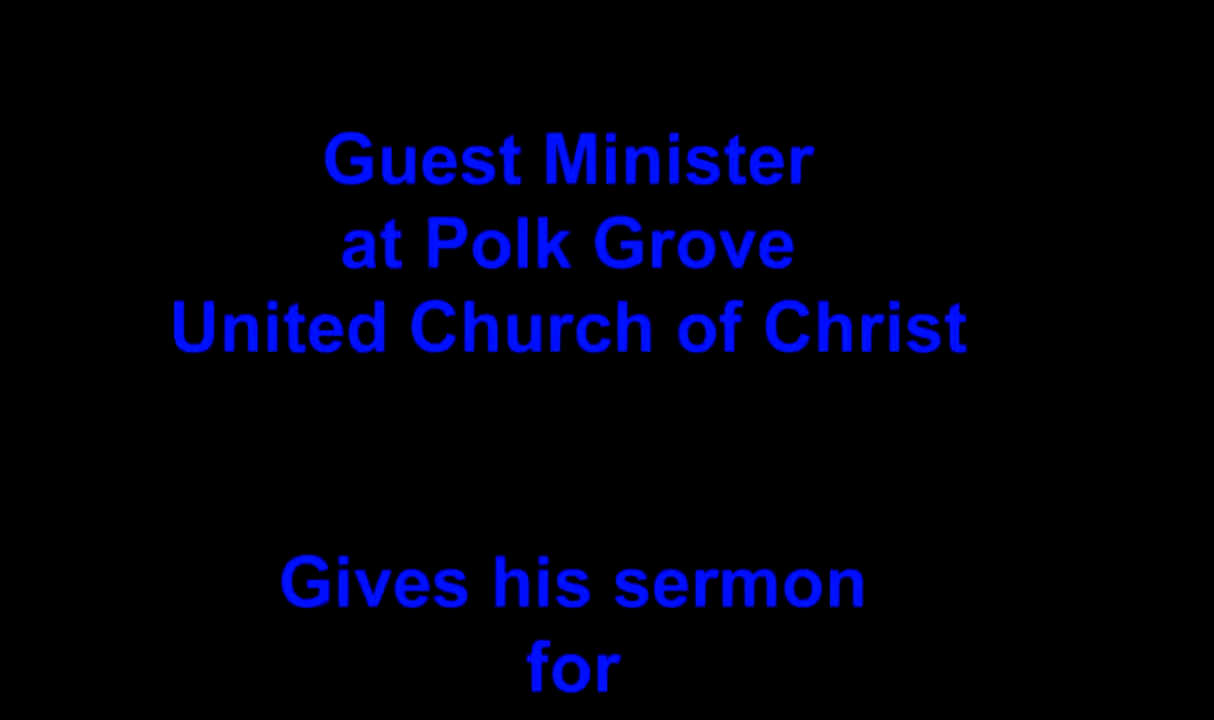 Guest Minister
at Polk Grove
United Church of Christ
Gives his sermon
for